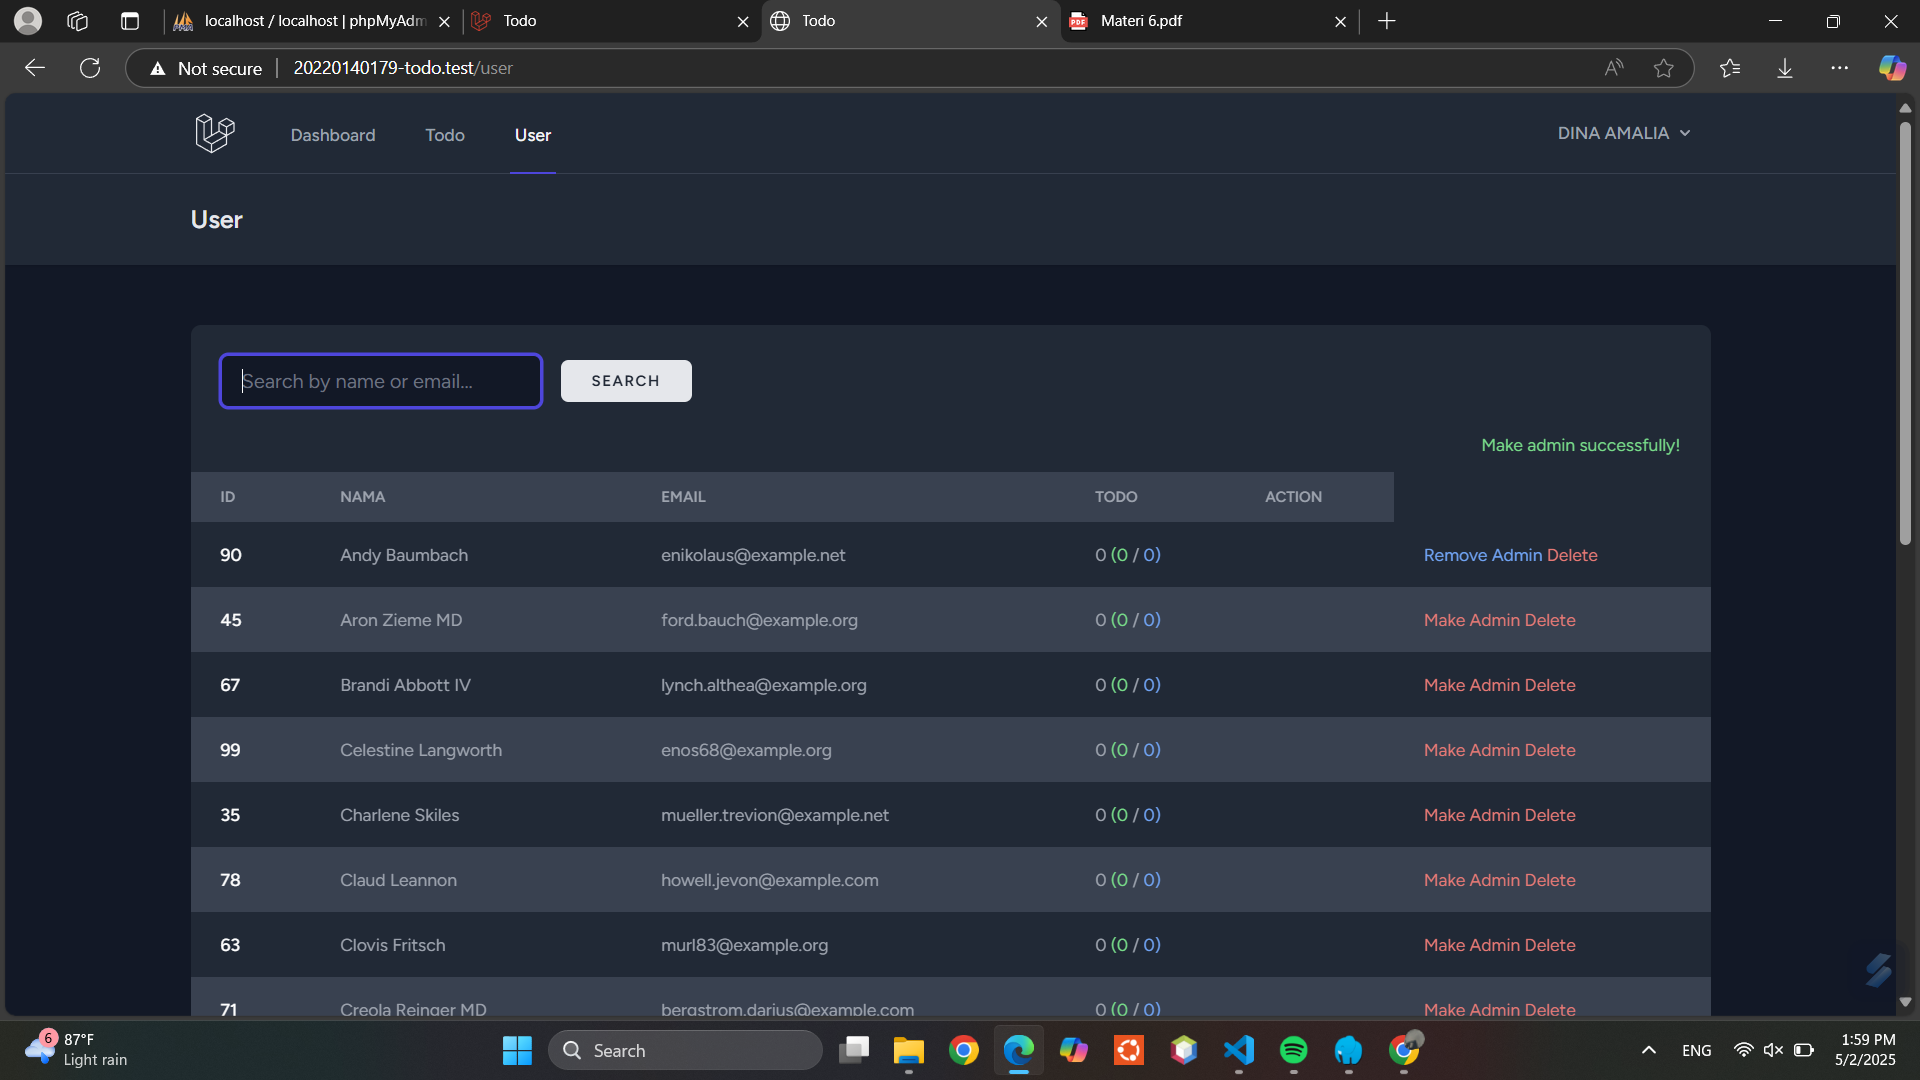 localhost / localhost | phpMyAdm
Todo
Todo
Materi 6.pdf
Not secure
20220140179-todo.test/user
Dashboard
Todo
User
DINA AMALIA
User
Search by name or email...
SEARCH
Make admin successfully!
ID NAMA EMAIL TODO ACTION
90 Andy Baumbach enikolaus@example.net 0 (0 / 0) Remove Admin Delete
45 Aron Zieme MD ford.bauch@example.org 0 (0 / 0) Make Admin Delete
67 Brandi Abbott IV lynch.althea@example.org 0 (0 / 0) Make Admin Delete
99 Celestine Langworth enos68@example.org 0 (0 / 0) Make Admin Delete
35 Charlene Skiles mueller.trevion@example.net 0 (0 / 0) Make Admin Delete
78 Claud Leannon howell.jevon@example.com 0 (0 / 0) Make Admin Delete
63 Clovis Fritsch murl83@example.org 0 (0 / 0) Make Admin Delete
71 Creola Reinger MD bergstrom.darius@example.com 0 (0 / 0) Make Admin Delete
6
87°F
Light rain
Search
ENG
1:59 PM
5/2/2025